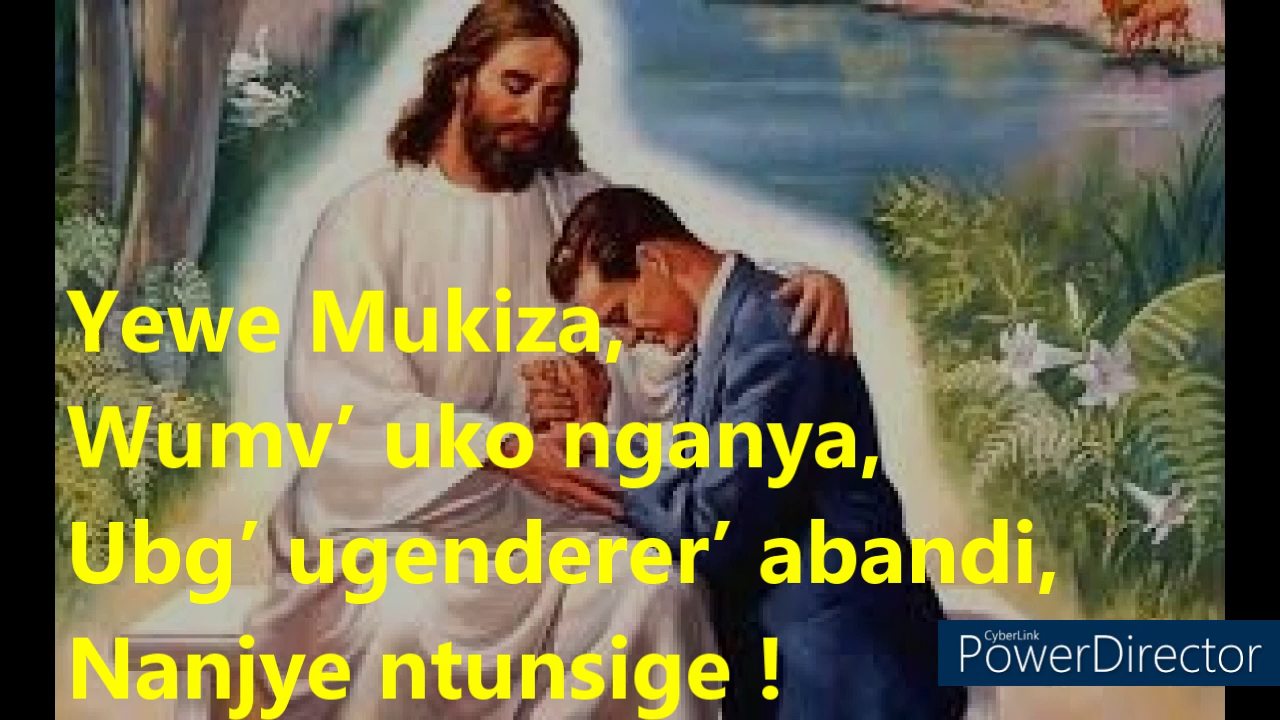 Yewe Mukiza,
Wumv’ uko nganya,
Ubg’ ugenderer’ abandi,
Nanjye ntunsige !
CyberLink
PowerDirector